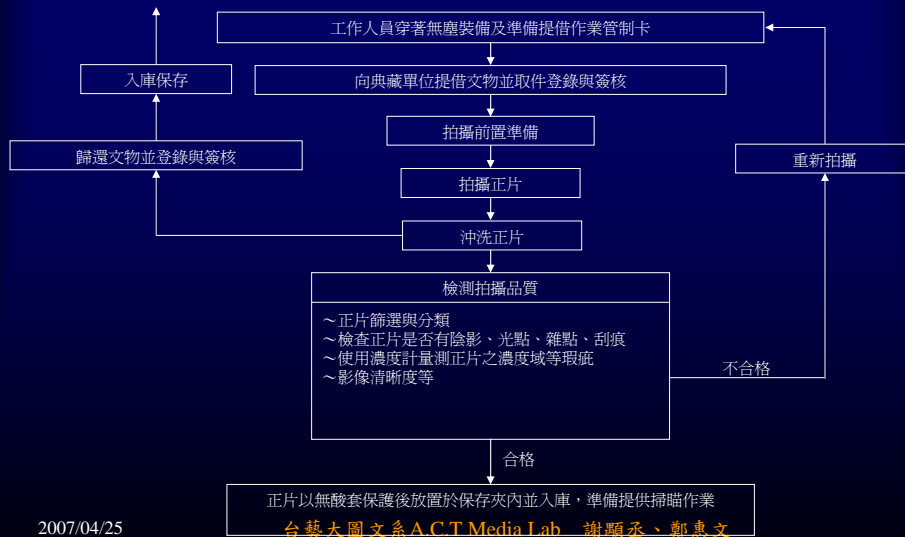 工作人員穿著無塵裝備及準備提借作業管制卡
入庫保存
向典藏單位提借文物並取件登錄與簽核
拍攝前置準備
歸還文物並登錄與簽核
重新拍攝
拍攝正片
沖洗正片
檢測拍攝品質
～正片篩選與分類
～檢查正片是否有陰影、光點、雜點、刮痕
～使用濃度計量測正片之濃度域等瑕疵
～影像清晰度等
不合格
合格
正片以無酸套保護後放置於保存夾內並入庫，準備提供掃瞄作業
2007/04/25
台藝大圖文系A.C.T Media Lab 謝顒丞、鄭惠文